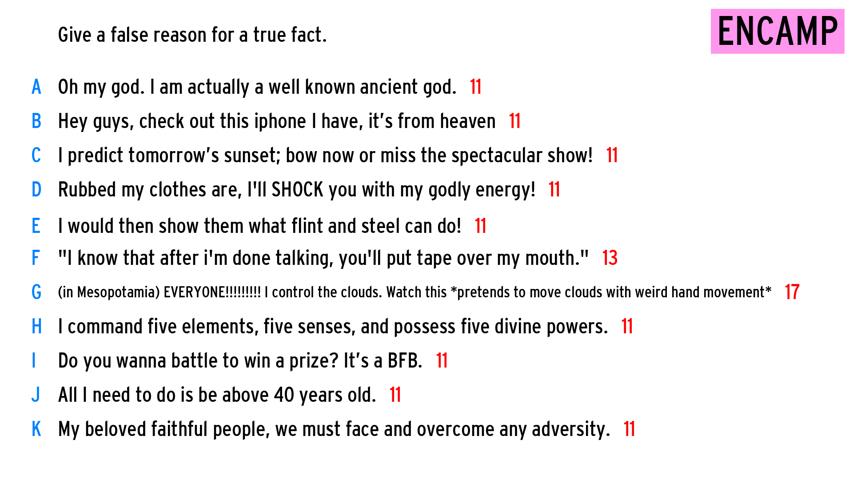 Give a false reason for a true fact.
ENCAMP
A Oh my god. I am actually a well known ancient god. 11
B Hey guys, check out this iphone I have, it's from heaven 11
C I predict tomorrow's sunset; bow now or miss the spectacular show! 11
D Rubbed my clothes are, I'll SHOCK you with my godly energy! 11
E I would then show them what flint and steel can do! 11
F "I know that after i'm done talking, you'll put tape over my mouth." 13
G (in Mesopotamia) EVERYONE!!!!!!!!! I control the clouds. Watch this *pretends to move clouds with weird hand movement* 17
H I command five elements, five senses, and possess five divine powers. 11
I Do you wanna battle to win a prize? It's a BFB. 11
J All I need to do is be above 40 years old. 11
K My beloved faithful people, we must face and overcome any adversity. 11